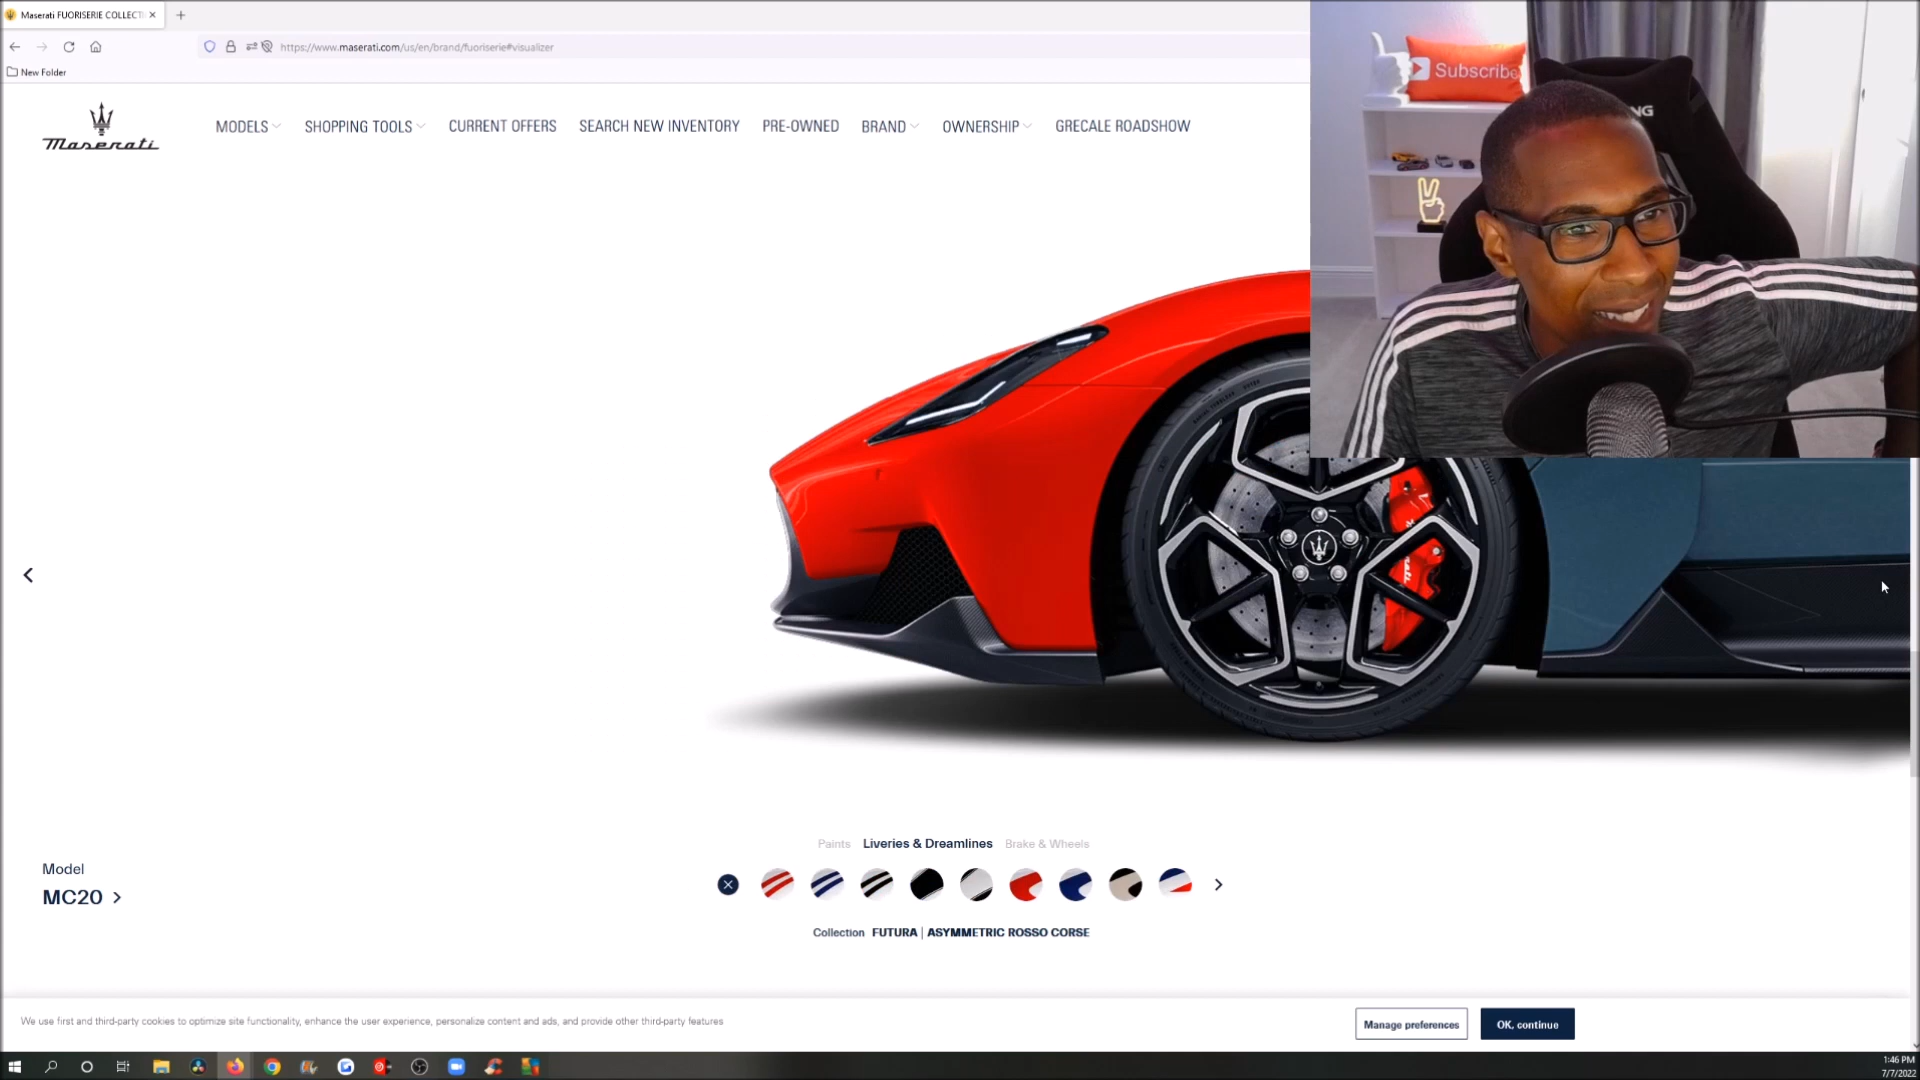 Maserati FUORISERIE COLLECTI
https://www.maserati.com/us/en/brand/fuoriserie#visualizer
New Folder
Maserati
MODELS
SHOPPING TOOLS
CURRENT OFFERS
SEARCH NEW INVENTORY
PRE-OWNED
BRAND
OWNERSHIP
GRECALE ROADSHOW
Subscribe
NG
Paints
Liveries & Dreamlines
Brake & Wheels
Model
MC20
Collection FUTURA | ASYMMETRIC ROSSO CORSE
We use first and third-party cookies to optimize site functionality, enhance the user experience, personalize content and ads, and provide other third-party features
Manage preferences
OK, continue
1:46 PM
7/7/2022